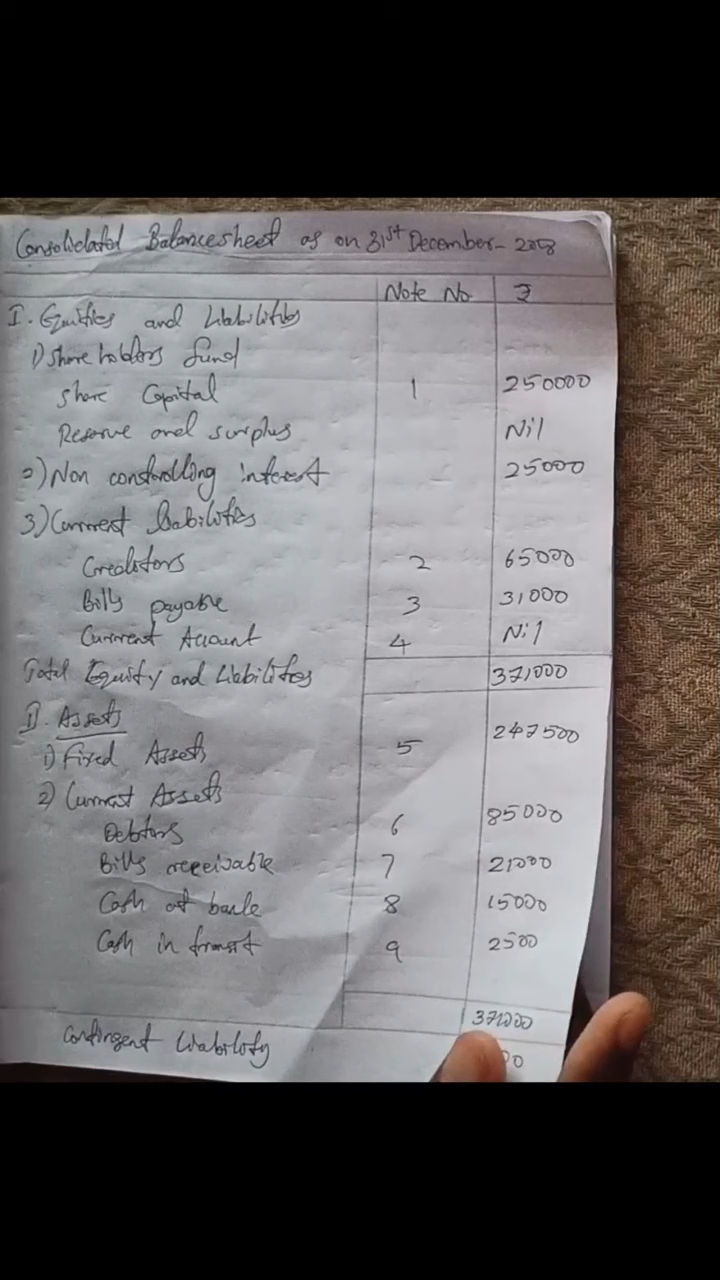 Consolidated Balancesheet as on 31st December-2018
Note No. ₹
I. Equities and Liabilities
1) Share holders fund
Share Capital 1 250000
Reserve and surplus Nil
2) Non controlling interest 25000
3) Current liabilities
Creditors 2 65000
Bills payable 3 31000
Current Account 4 Nil
Total Equity and Liabilities 371000
II. Assets
1) Fixed Assets 5 247500
2) Current Assets
Debtors 6 85000
Bills receivable 7 21000
Cash at bank 8 15000
Cash in transit 9 2500
371000
Contingent Liability